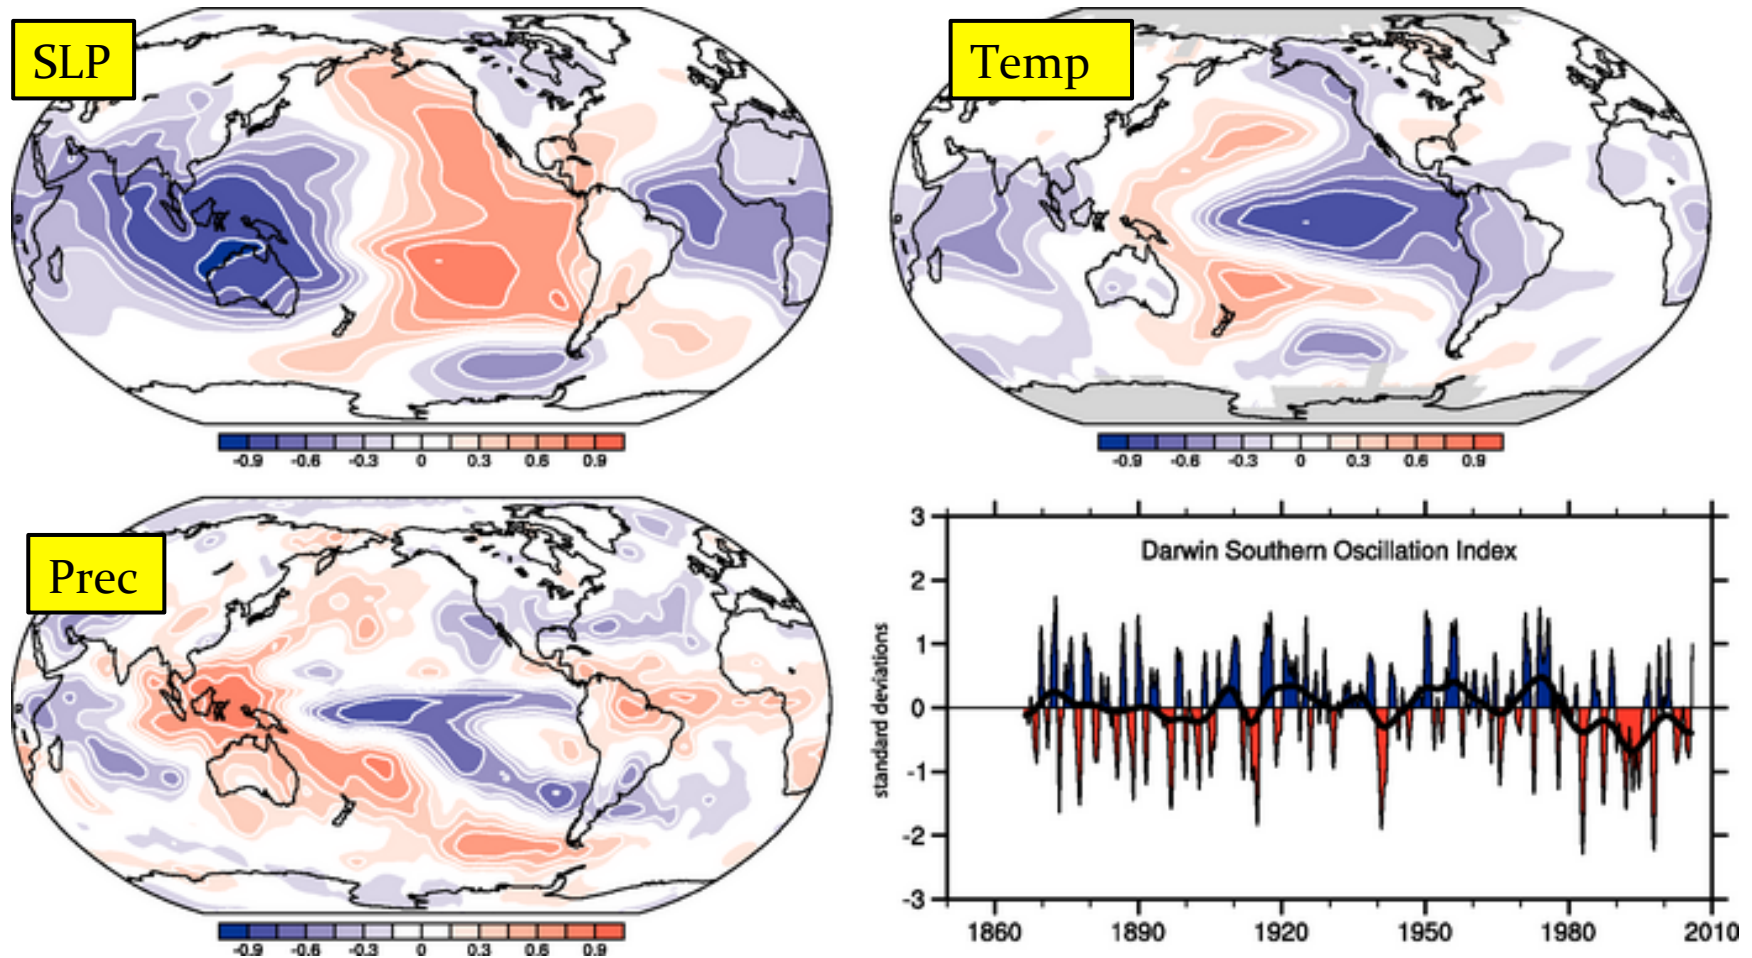 SLP
Temp
-0.9 -0.6 -0.3 0 0.3 0.6 0.9
-0.9 -0.6 -0.3 0 0.3 0.6 0.9
Prec
-0.9 -0.6 -0.3 0 0.3 0.6 0.9
Darwin Southern Oscillation Index
standard deviations
3
2
1
0
-1
-2
-3
1860 1890 1920 1950 1980 2010